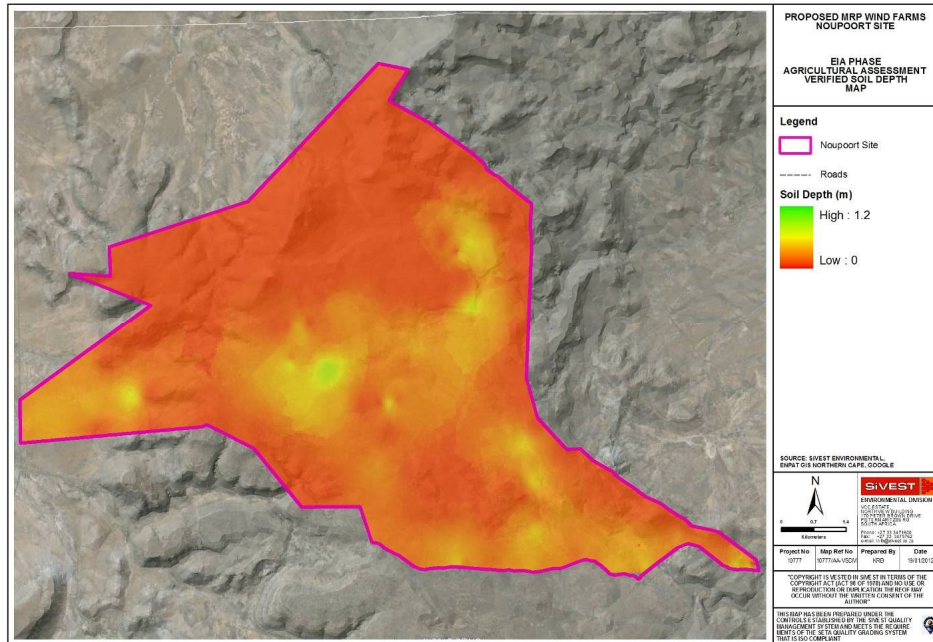 PROPOSED MRP WIND FARMS
NOUPOORT SITE
EIA PHASE
AGRICULTURAL ASSESSMENT
VERIFIED SOIL DEPTH
MAP
Legend
Noupoort Site
Roads
Soil Depth (m)
High : 1.2
Low : 0
SOURCE: SIVEST ENVIRONMENTAL,
ENPAT GIS NORTHERN CAPE, GOOGLE
N
0 0.7 1.4
Kilometers
SiVEST
ENVIRONMENTAL DIVISION
SOUTH AFRICA
Project No
Map Ref No
Prepared By
Date
10777
KRB
19/01/2012
"COPYRIGHT IS VESTED IN SIVEST IN TERMS OF THE
COPYRIGHT ACT (ACT 98 OF 1978) AND NO USE OR
REPRODUCTION OR DUPLICATION THEREOF MAY
OCCUR WITHOUT THE WRITTEN CONSENT OF THE
AUTHOR"
THIS MAP HAS BEEN PREPARED UNDER THE
CONTROLS ESTABLISHED BY THE SIVEST QUALITY
MANAGEMENT SYSTEM AND MEETS THE REQUIRE
MENTS OF THE SETA QUALITY GRADING SYSTEM
THAT IS ISO COMPLIANT